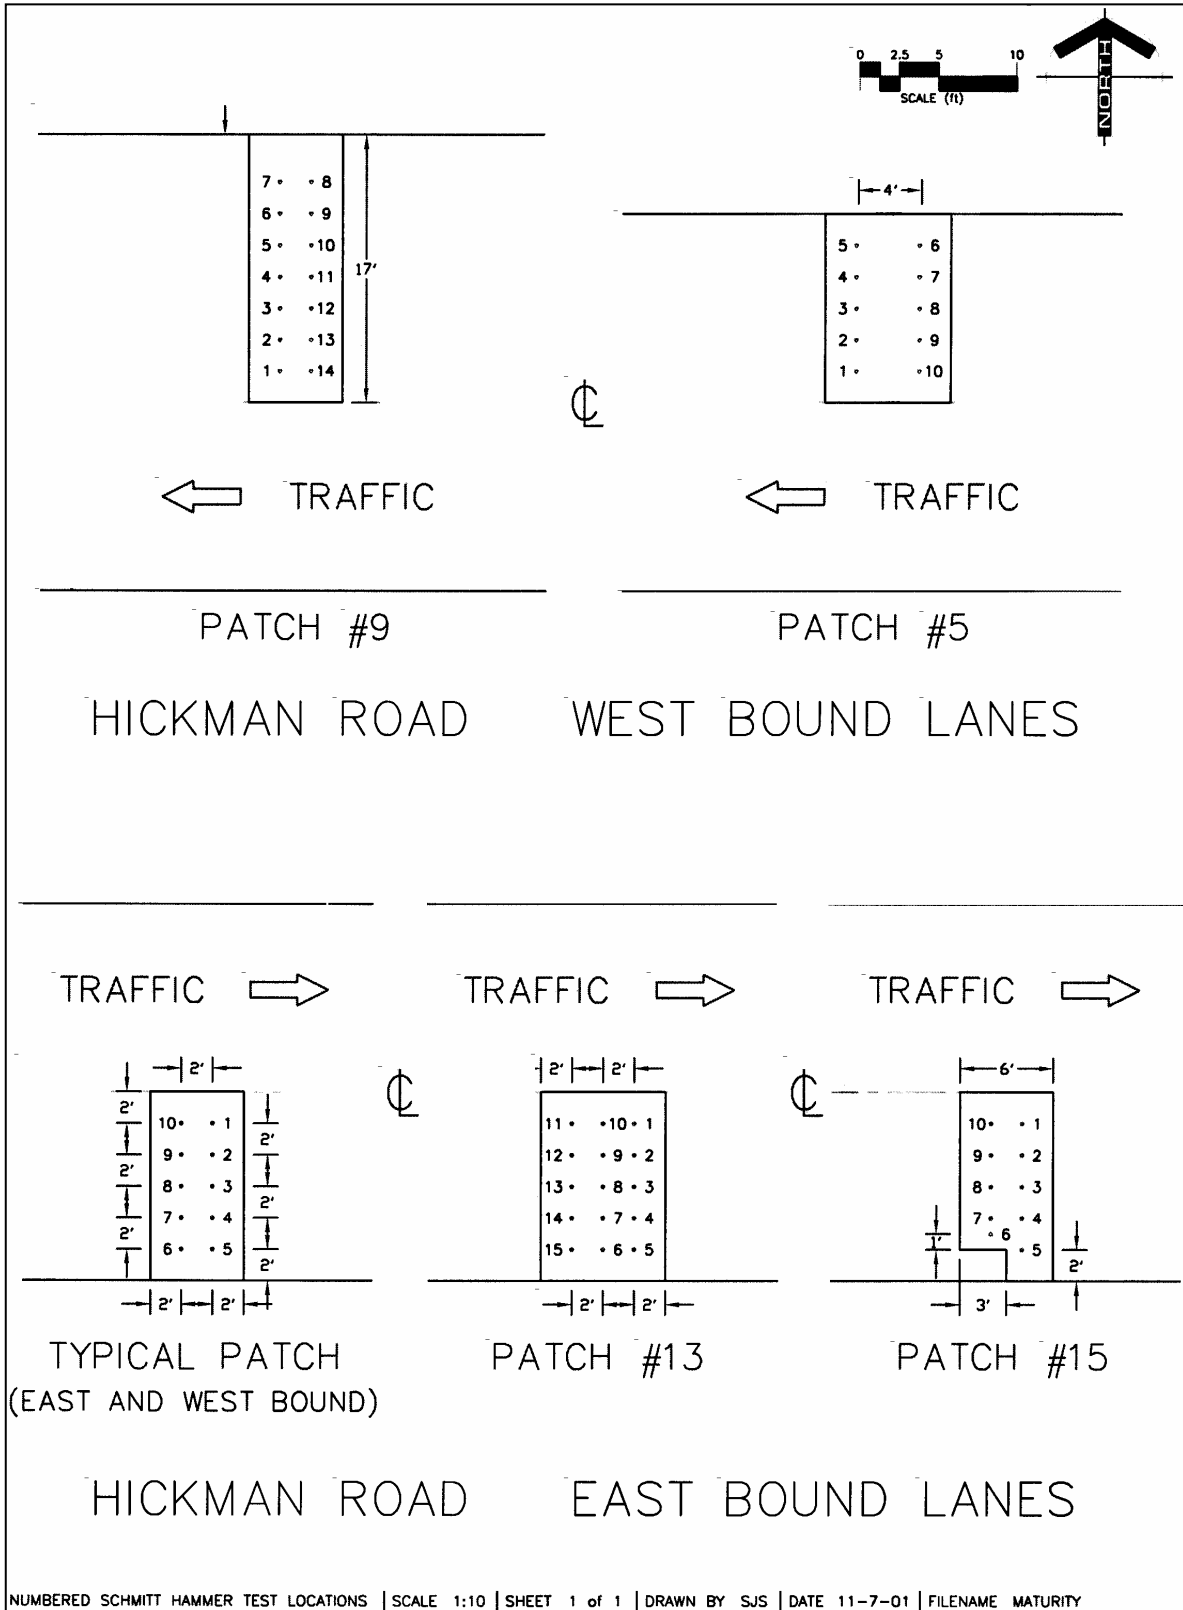 0 2.5 5 10
SCALE (ft)
NORTH
7 8
6 9
5 10
4 11
3 12
2 13
1 14
17'
4'
5 6
4 7
3 8
2 9
1 10
℄
TRAFFIC
TRAFFIC
PATCH #9
PATCH #5
HICKMAN ROAD WEST BOUND LANES
TRAFFIC
TRAFFIC
TRAFFIC
2'
2' 2' 2' 2'
10 1
9 2
8 3
7 4
6 5
2' 2' 2' 2' 2'
2' 2'
℄
2' 2'
11 10 1
12 9 2
13 8 3
14 7 4
15 6 5
2' 2'
℄
6'
10 1
9 2
8 3
7 4
6
5
1'
2'
3'
TYPICAL PATCH
(EAST AND WEST BOUND)
PATCH #13
PATCH #15
HICKMAN ROAD EAST BOUND LANES
NUMBERED SCHMITT HAMMER TEST LOCATIONS | SCALE 1:10 | SHEET 1 of 1 | DRAWN BY SJS | DATE 11-7-01 | FILENAME MATURITY